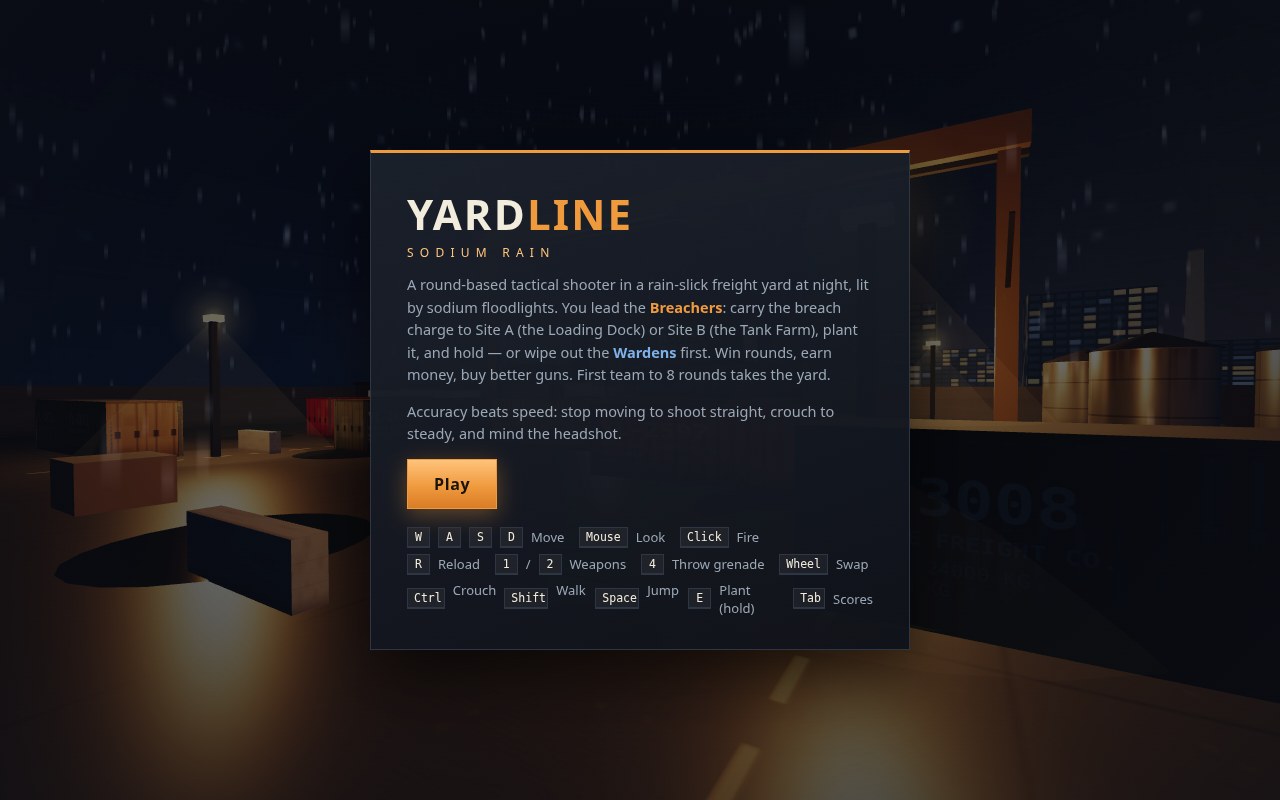 YARDLINE
SODIUM RAIN
A round-based tactical shooter in a rain-slick freight yard at night, lit
by sodium floodlights. You lead the Breachers: carry the breach
charge to Site A (the Loading Dock) or Site B (the Tank Farm), plant
it, and hold — or wipe out the Wardens first. Win rounds, earn
money, buy better guns. First team to 8 rounds takes the yard.
Accuracy beats speed: stop moving to shoot straight, crouch to
steady, and mind the headshot.
Play
W A S D Move Mouse Look Click Fire
R Reload 1 / 2 Weapons 4 Throw grenade Wheel Swap
Ctrl Crouch Shift Walk Space Jump E Plant (hold) Tab Scores
3008
FREIGHT CO